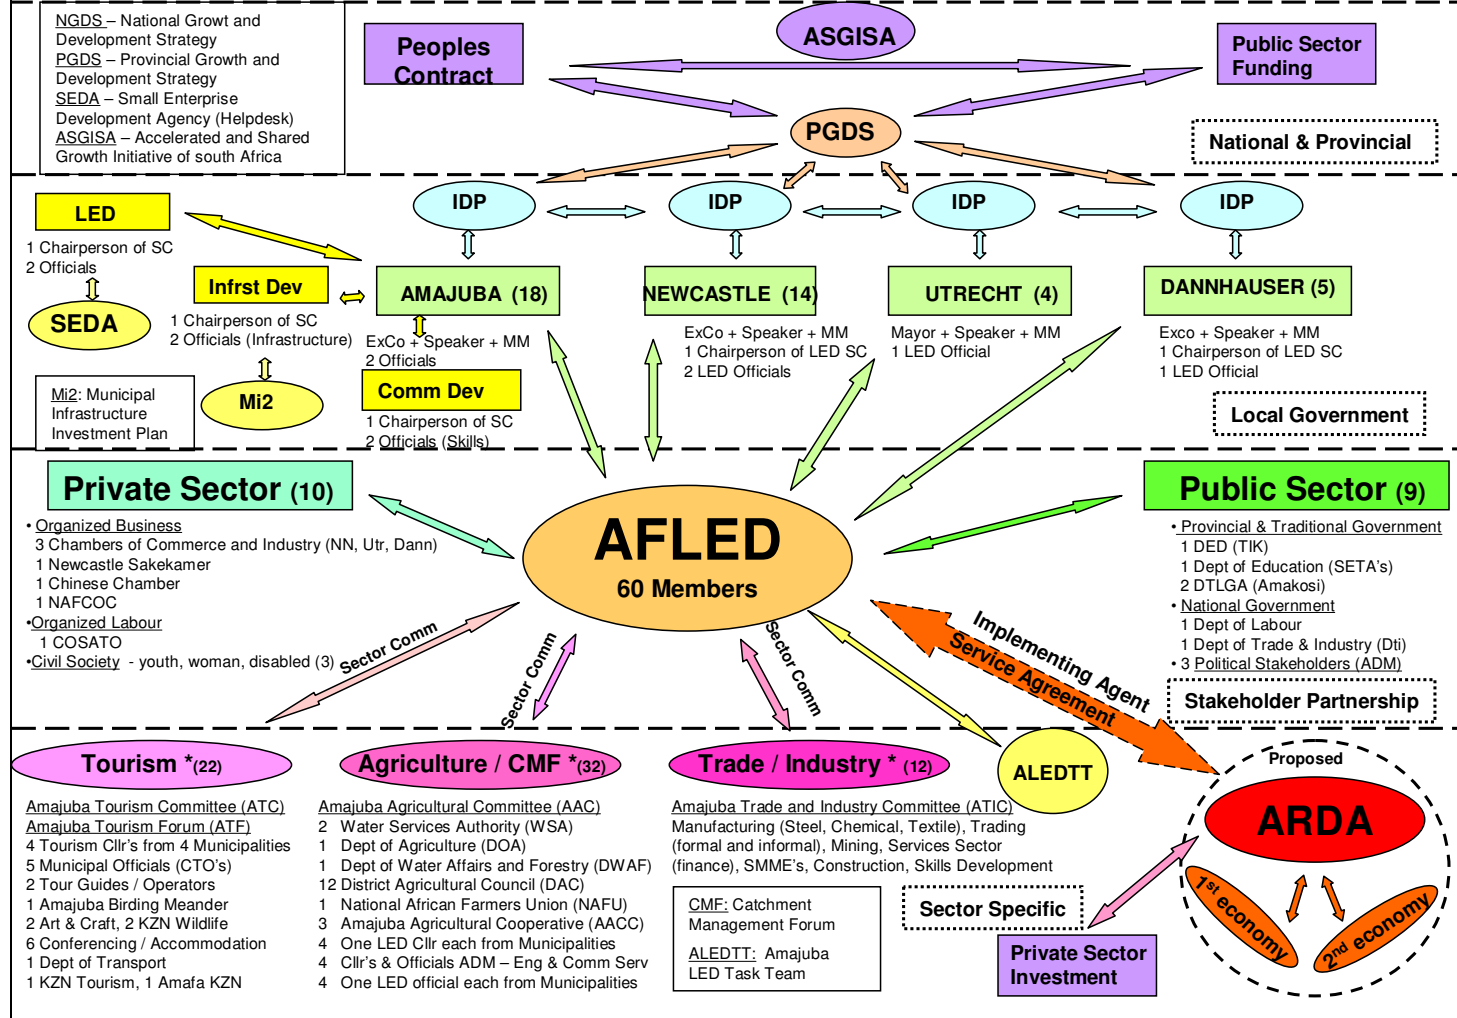 NGDS – National Growt and
Development Strategy
PGDS – Provincial Growth and
Development Strategy
SEDA – Small Enterprise
Development Agency (Helpdesk)
ASGISA – Accelerated and Shared
Growth Initiative of south Africa
Peoples
Contract
ASGISA
Public Sector
Funding
PGDS
National & Provincial
LED
1 Chairperson of SC
2 Officials
SEDA
Infrst Dev
1 Chairperson of SC
2 Officials (Infrastructure)
Mi2
Mi2: Municipal
Infrastructure
Investment Plan
IDP
IDP
IDP
IDP
AMAJUBA (18)
ExCo + Speaker + MM
2 Officials
Comm Dev
1 Chairperson of SC
2 Officials (Skills)
NEWCASTLE (14)
ExCo + Speaker + MM
1 Chairperson of LED SC
2 LED Officials
UTRECHT (4)
Mayor + Speaker + MM
1 LED Official
DANNHAUSER (5)
Exco + Speaker + MM
1 Chairperson of LED SC
1 LED Official
Local Government
Private Sector (10)
• Organized Business
3 Chambers of Commerce and Industry (NN, Utr, Dann)
1 Newcastle Sakekamer
1 Chinese Chamber
1 NAFCOC
•Organized Labour
1 COSATO
•Civil Society - youth, woman, disabled (3)
AFLED
60 Members
Public Sector (9)
• Provincial & Traditional Government
1 DED (TIK)
1 Dept of Education (SETA's)
2 DTLGA (Amakosi)
• National Government
1 Dept of Labour
1 Dept of Trade & Industry (Dti)
• 3 Political Stakeholders (ADM)
Stakeholder Partnership
Sector Comm
Sector Comm
Sector Comm
Implementing Agent
Service Agreement
Tourism *(22)
Amajuba Tourism Committee (ATC)
Amajuba Tourism Forum (ATF)
4 Tourism Cllr's from 4 Municipalities
5 Municipal Officials (CTO's)
2 Tour Guides / Operators
1 Amajuba Birding Meander
2 Art & Craft, 2 KZN Wildlife
6 Conferencing / Accommodation
1 Dept of Transport
1 KZN Tourism, 1 Amafa KZN
Agriculture / CMF *(32)
Amajuba Agricultural Committee (AAC)
2 Water Services Authority (WSA)
1 Dept of Agriculture (DOA)
1 Dept of Water Affairs and Forestry (DWAF)
12 District Agricultural Council (DAC)
1 National African Farmers Union (NAFU)
3 Amajuba Agricultural Cooperative (AACC)
4 One LED Cllr each from Municipalities
4 Cllr's & Officials ADM – Eng & Comm Serv
4 One LED official each from Municipalities
Trade / Industry * (12)
Amajuba Trade and Industry Committee (ATIC)
Manufacturing (Steel, Chemical, Textile), Trading
(formal and informal), Mining, Services Sector
(finance), SMME's, Construction, Skills Development
CMF: Catchment
Management Forum
ALEDTT: Amajuba
LED Task Team
ALEDTT
Sector Specific
Private Sector
Investment
Proposed
ARDA
1st economy
2nd economy